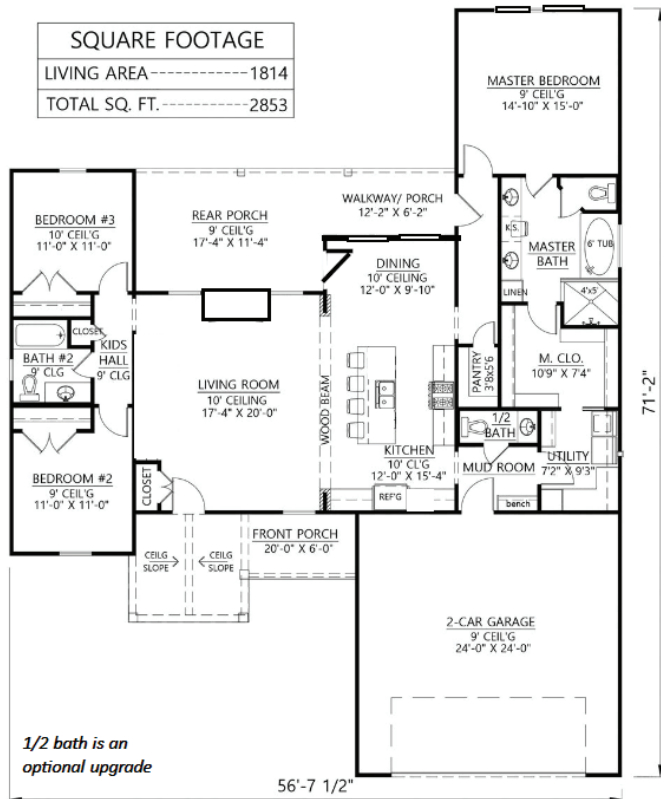 SQUARE FOOTAGE
LIVING AREA 1814
TOTAL SQ. FT. 2853
MASTER BEDROOM
9' CEIL'G
14'-10" X 15'-0"
BEDROOM #3
10' CEIL'G
11'-0" X 11'-0"
REAR PORCH
9' CEIL'G
17'-4" X 11'-4"
WALKWAY/ PORCH
12'-2" X 6'-2"
K.S.
MASTER
BATH
6' TUB
DINING
10' CEILING
12'-0" X 9'-10"
LINEN
4'x5'
CLOSET
KIDS
HALL
9' CLG
BATH #2
9' CLG
LIVING ROOM
10' CEILING
17'-4" X 20'-0"
WOOD BEAM
PANTRY
3'8x5'6
M. CLO.
10'9" X 7'4"
71'-2"
1/2
BATH
KITCHEN
10' CL'G
12'-0" X 15'-4"
MUD ROOM
UTILITY
7'2" X 9'3"
BEDROOM #2
9' CEIL'G
11'-0" X 11'-0"
CLOSET
REF'G
bench
FRONT PORCH
20'-0" X 6'-0"
CEILG
SLOPE
CEILG
SLOPE
2-CAR GARAGE
9' CEIL'G
24'-0" X 24'-0"
1/2 bath is an
optional upgrade
56'-7 1/2"